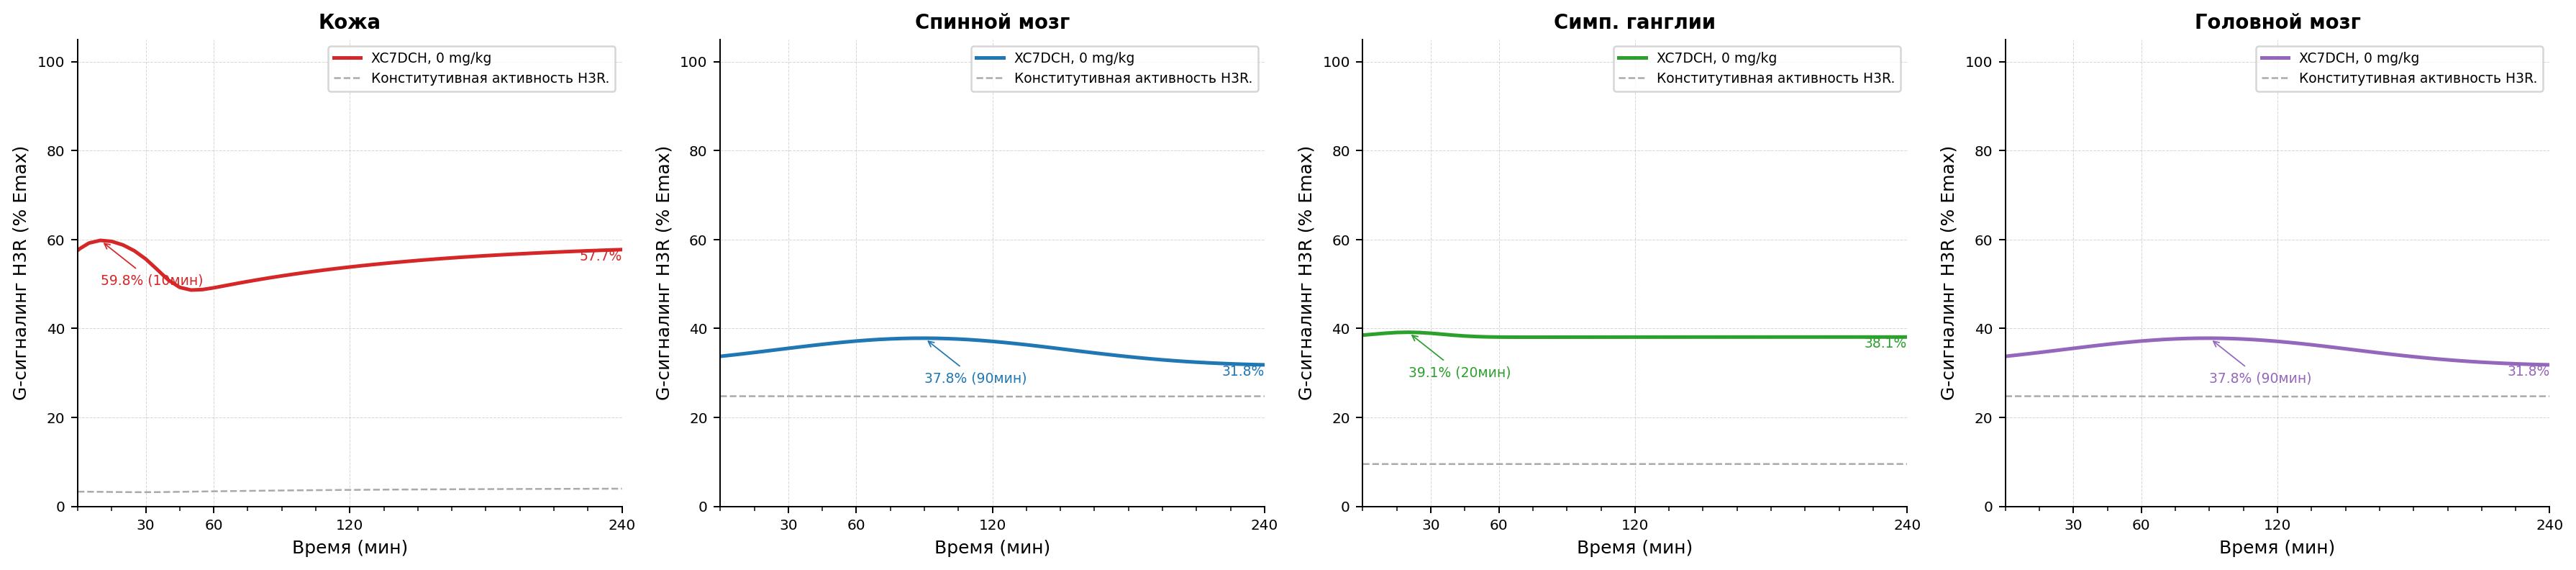 Кожа
G-сигналинг H3R (% Emax)
100
80
60
40
20
0
XC7DCH, 0 mg/kg
Конститутивная активность H3R.
59.8% (10мин)
57.7%
30
60
120
240
Время (мин)
Спинной мозг
G-сигналинг H3R (% Emax)
100
80
60
40
20
0
XC7DCH, 0 mg/kg
Конститутивная активность H3R.
37.8% (90мин)
31.8%
30
60
120
240
Время (мин)
Симп. ганглии
G-сигналинг H3R (% Emax)
100
80
60
40
20
0
XC7DCH, 0 mg/kg
Конститутивная активность H3R.
39.1% (20мин)
38.1%
30
60
120
240
Время (мин)
Головной мозг
G-сигналинг H3R (% Emax)
100
80
60
40
20
0
XC7DCH, 0 mg/kg
Конститутивная активность H3R.
37.8% (90мин)
31.8%
30
60
120
240
Время (мин)